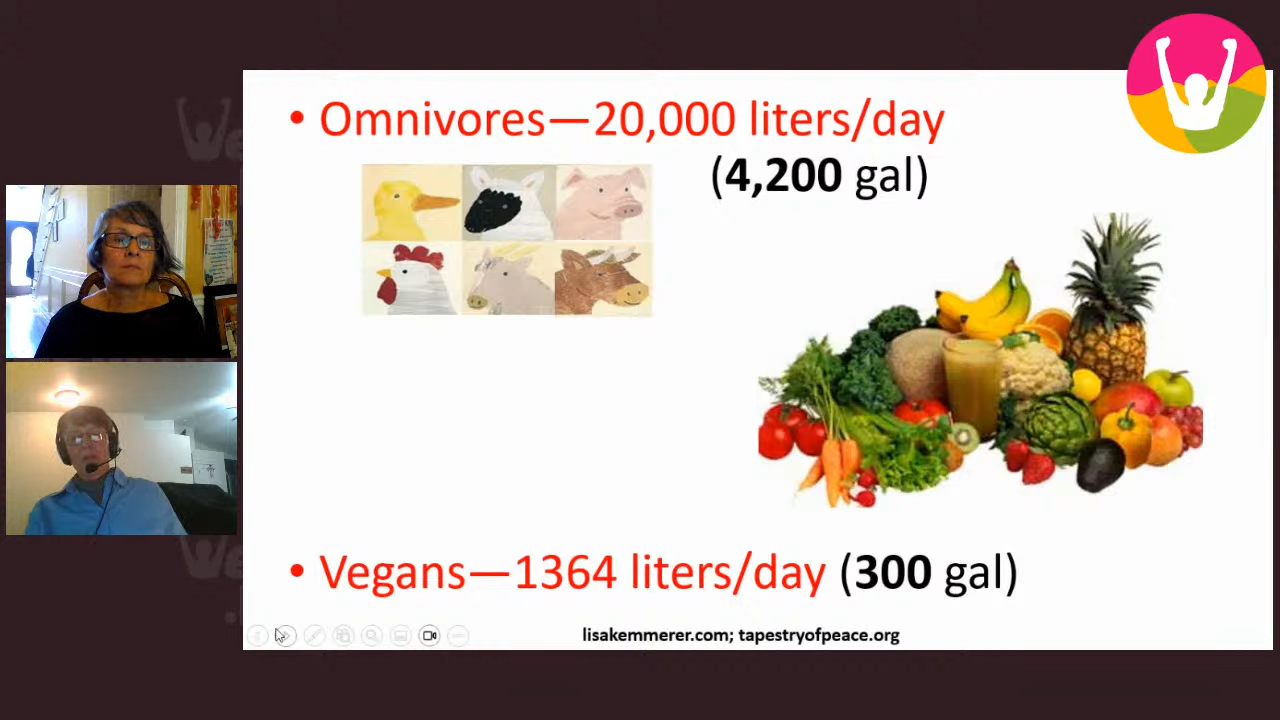 • Omnivores—20,000 liters/day
(4,200 gal)
• Vegans—1364 liters/day (300 gal)
lisakemmerer.com; tapestryofpeace.org